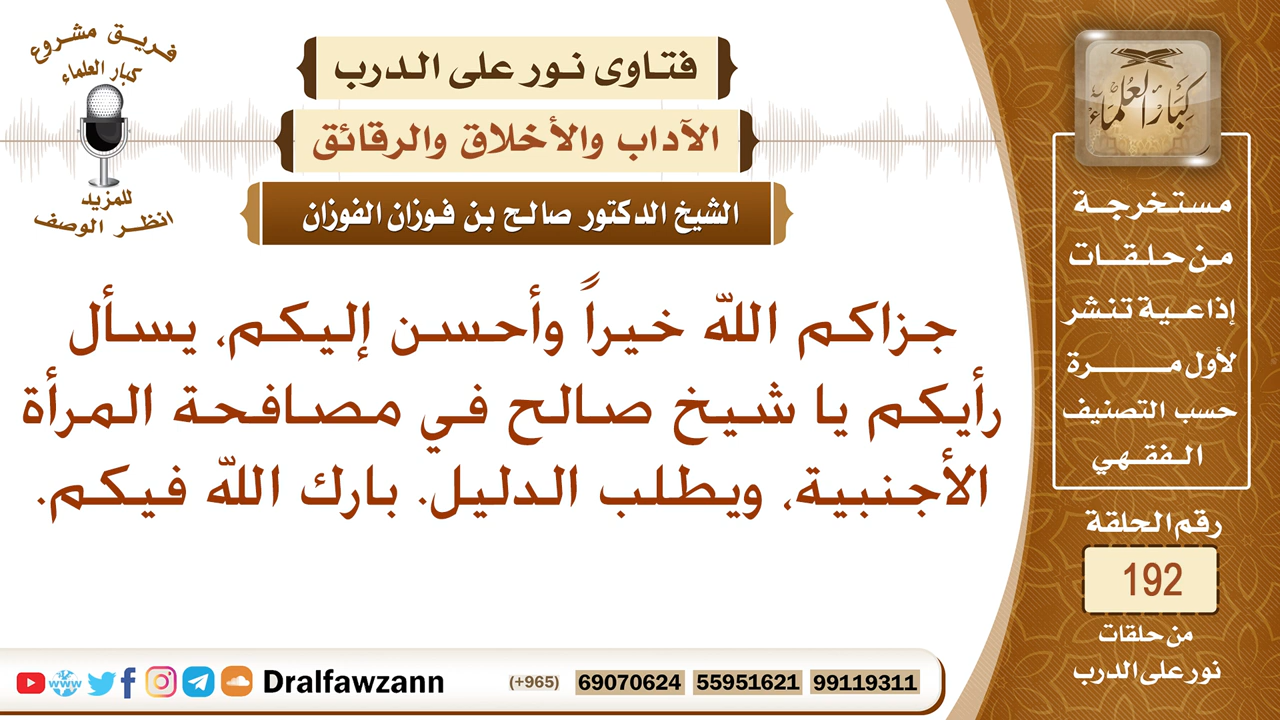 فريق مشروع
كبار العلماء
للمزيد
انظر الوصف
فتاوى نور على الدرب
الآداب والأخلاق والرقائق
الشيخ الدكتور صالح بن فوزان الفوزان
جزاكم الله خيراً وأحسن إليكم، يسأل
رأيكم يا شيخ صالح في مصافحة المرأة
الأجنبية، ويطلب الدليل. بارك الله فيكم.
كبار العلماء
مستخرجة
من حلقات
إذاعية تنشر
لأول مرة
حسب التصنيف
الفقهي
رقم الحلقة
192
من حلقات
نور على الدرب
www
Dralfawzann
(+965) 69070624 55951621 99119311